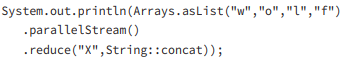 System.out.println(Arrays.asList("w","o","l","f")
.parallelStream()
.reduce("X",String::concat));